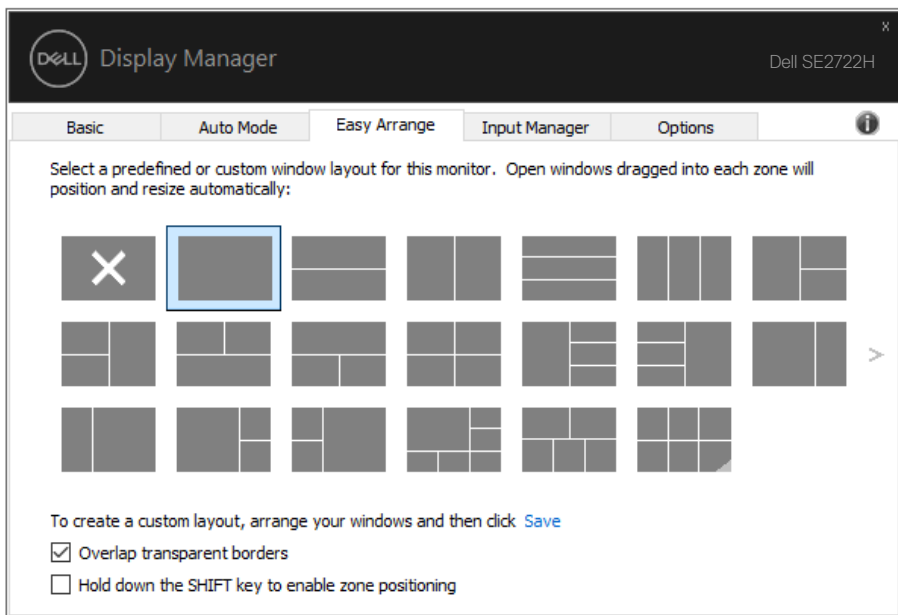 x
DELL Display Manager
Dell SE2722H
Basic Auto Mode Easy Arrange Input Manager Options i
Select a predefined or custom window layout for this monitor. Open windows dragged into each zone will
position and resize automatically:
>
To create a custom layout, arrange your windows and then click Save
Overlap transparent borders
Hold down the SHIFT key to enable zone positioning